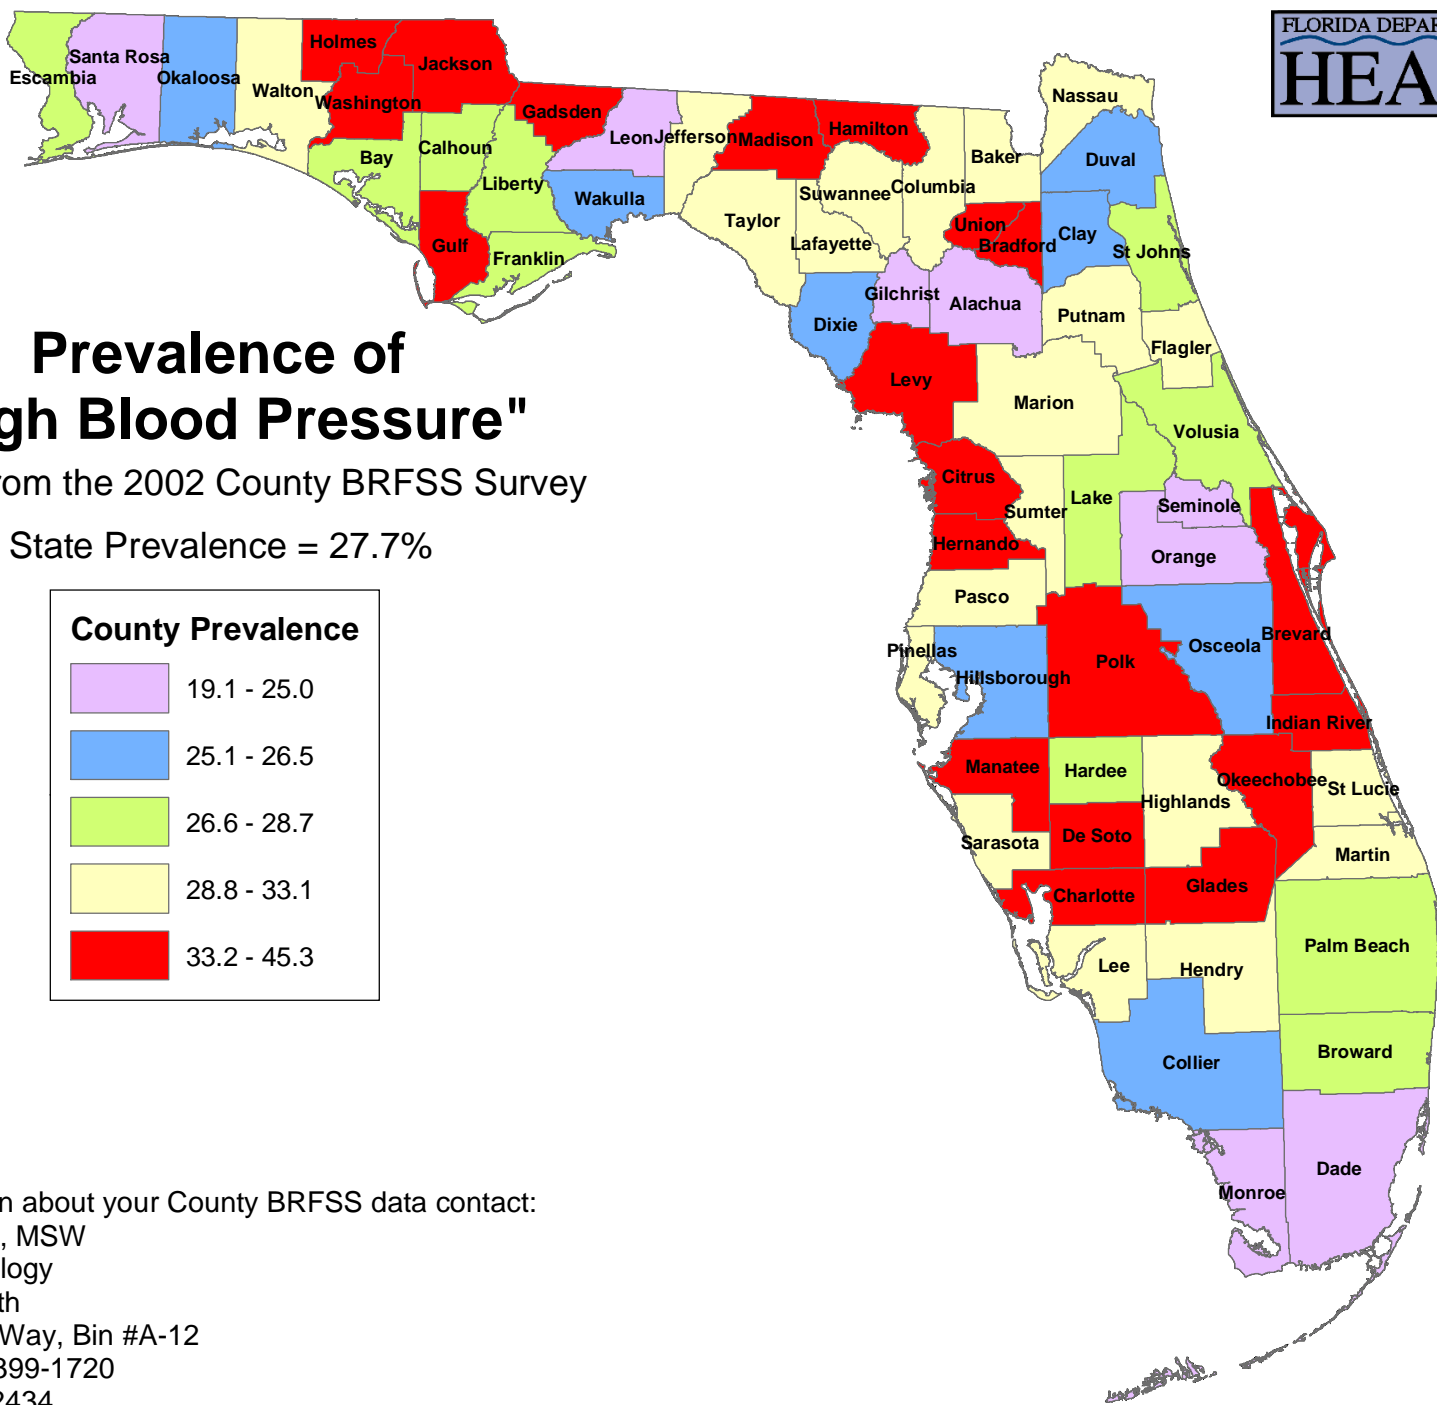 FLORIDA DEPAR
HEA
Prevalence of
gh Blood Pressure"
rom the 2002 County BRFSS Survey
State Prevalence = 27.7%
County Prevalence
19.1 - 25.0
25.1 - 26.5
26.6 - 28.7
28.8 - 33.1
33.2 - 45.3
Escambia
Santa Rosa
Okaloosa
Walton
Holmes
Jackson
Washington
Gadsden
Bay
Calhoun
Liberty
Gulf
Franklin
Leon
Jefferson
Madison
Hamilton
Wakulla
Taylor
Suwannee
Columbia
Lafayette
Baker
Nassau
Duval
Union
Bradford
Clay
St Johns
Gilchrist
Alachua
Putnam
Dixie
Flagler
Levy
Marion
Volusia
Citrus
Sumter
Lake
Seminole
Hernando
Orange
Pasco
Brevard
Pinellas
Hillsborough
Polk
Osceola
Indian River
Manatee
Hardee
Highlands
Okeechobee
St Lucie
Sarasota
De Soto
Martin
Charlotte
Glades
Lee
Hendry
Palm Beach
Collier
Broward
Dade
Monroe
n about your County BRFSS data contact:
, MSW
logy
th
Way, Bin #A-12
399-1720
2434